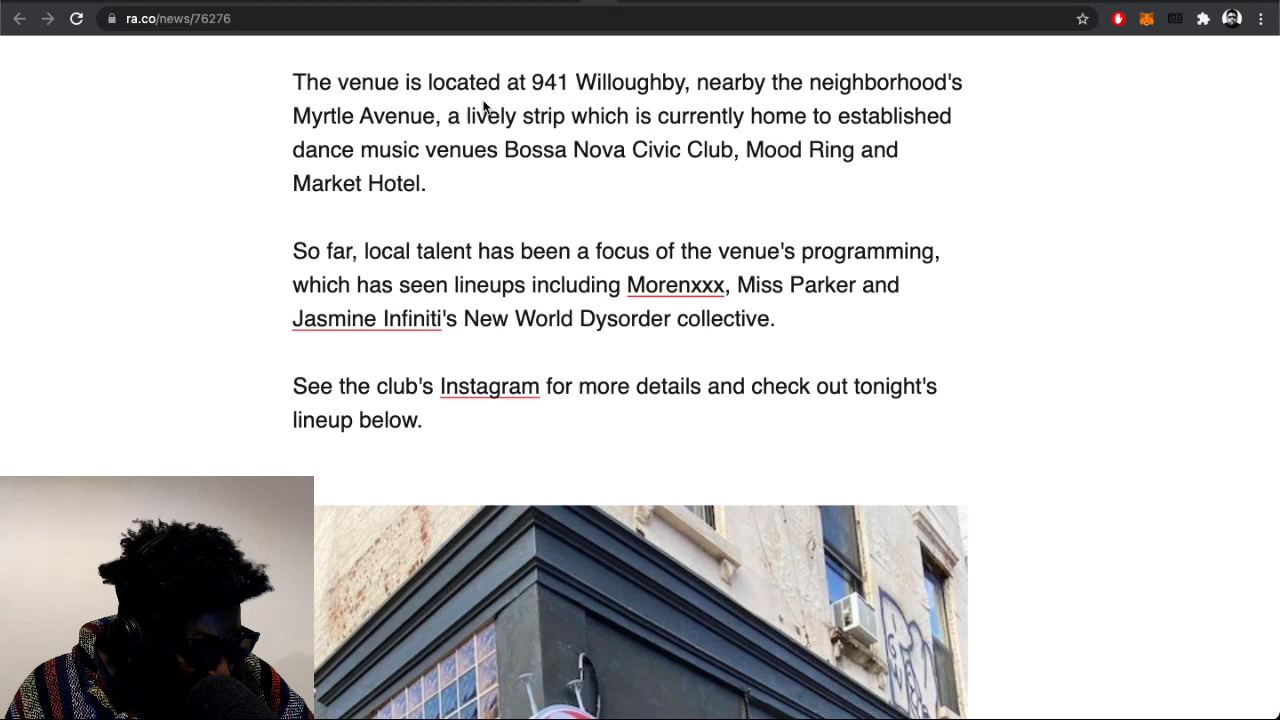 ra.co/news/76276
The venue is located at 941 Willoughby, nearby the neighborhood's
Myrtle Avenue, a lively strip which is currently home to established
dance music venues Bossa Nova Civic Club, Mood Ring and
Market Hotel.
So far, local talent has been a focus of the venue's programming,
which has seen lineups including Morenxxx, Miss Parker and
Jasmine Infiniti's New World Dysorder collective.
See the club's Instagram for more details and check out tonight's
lineup below.